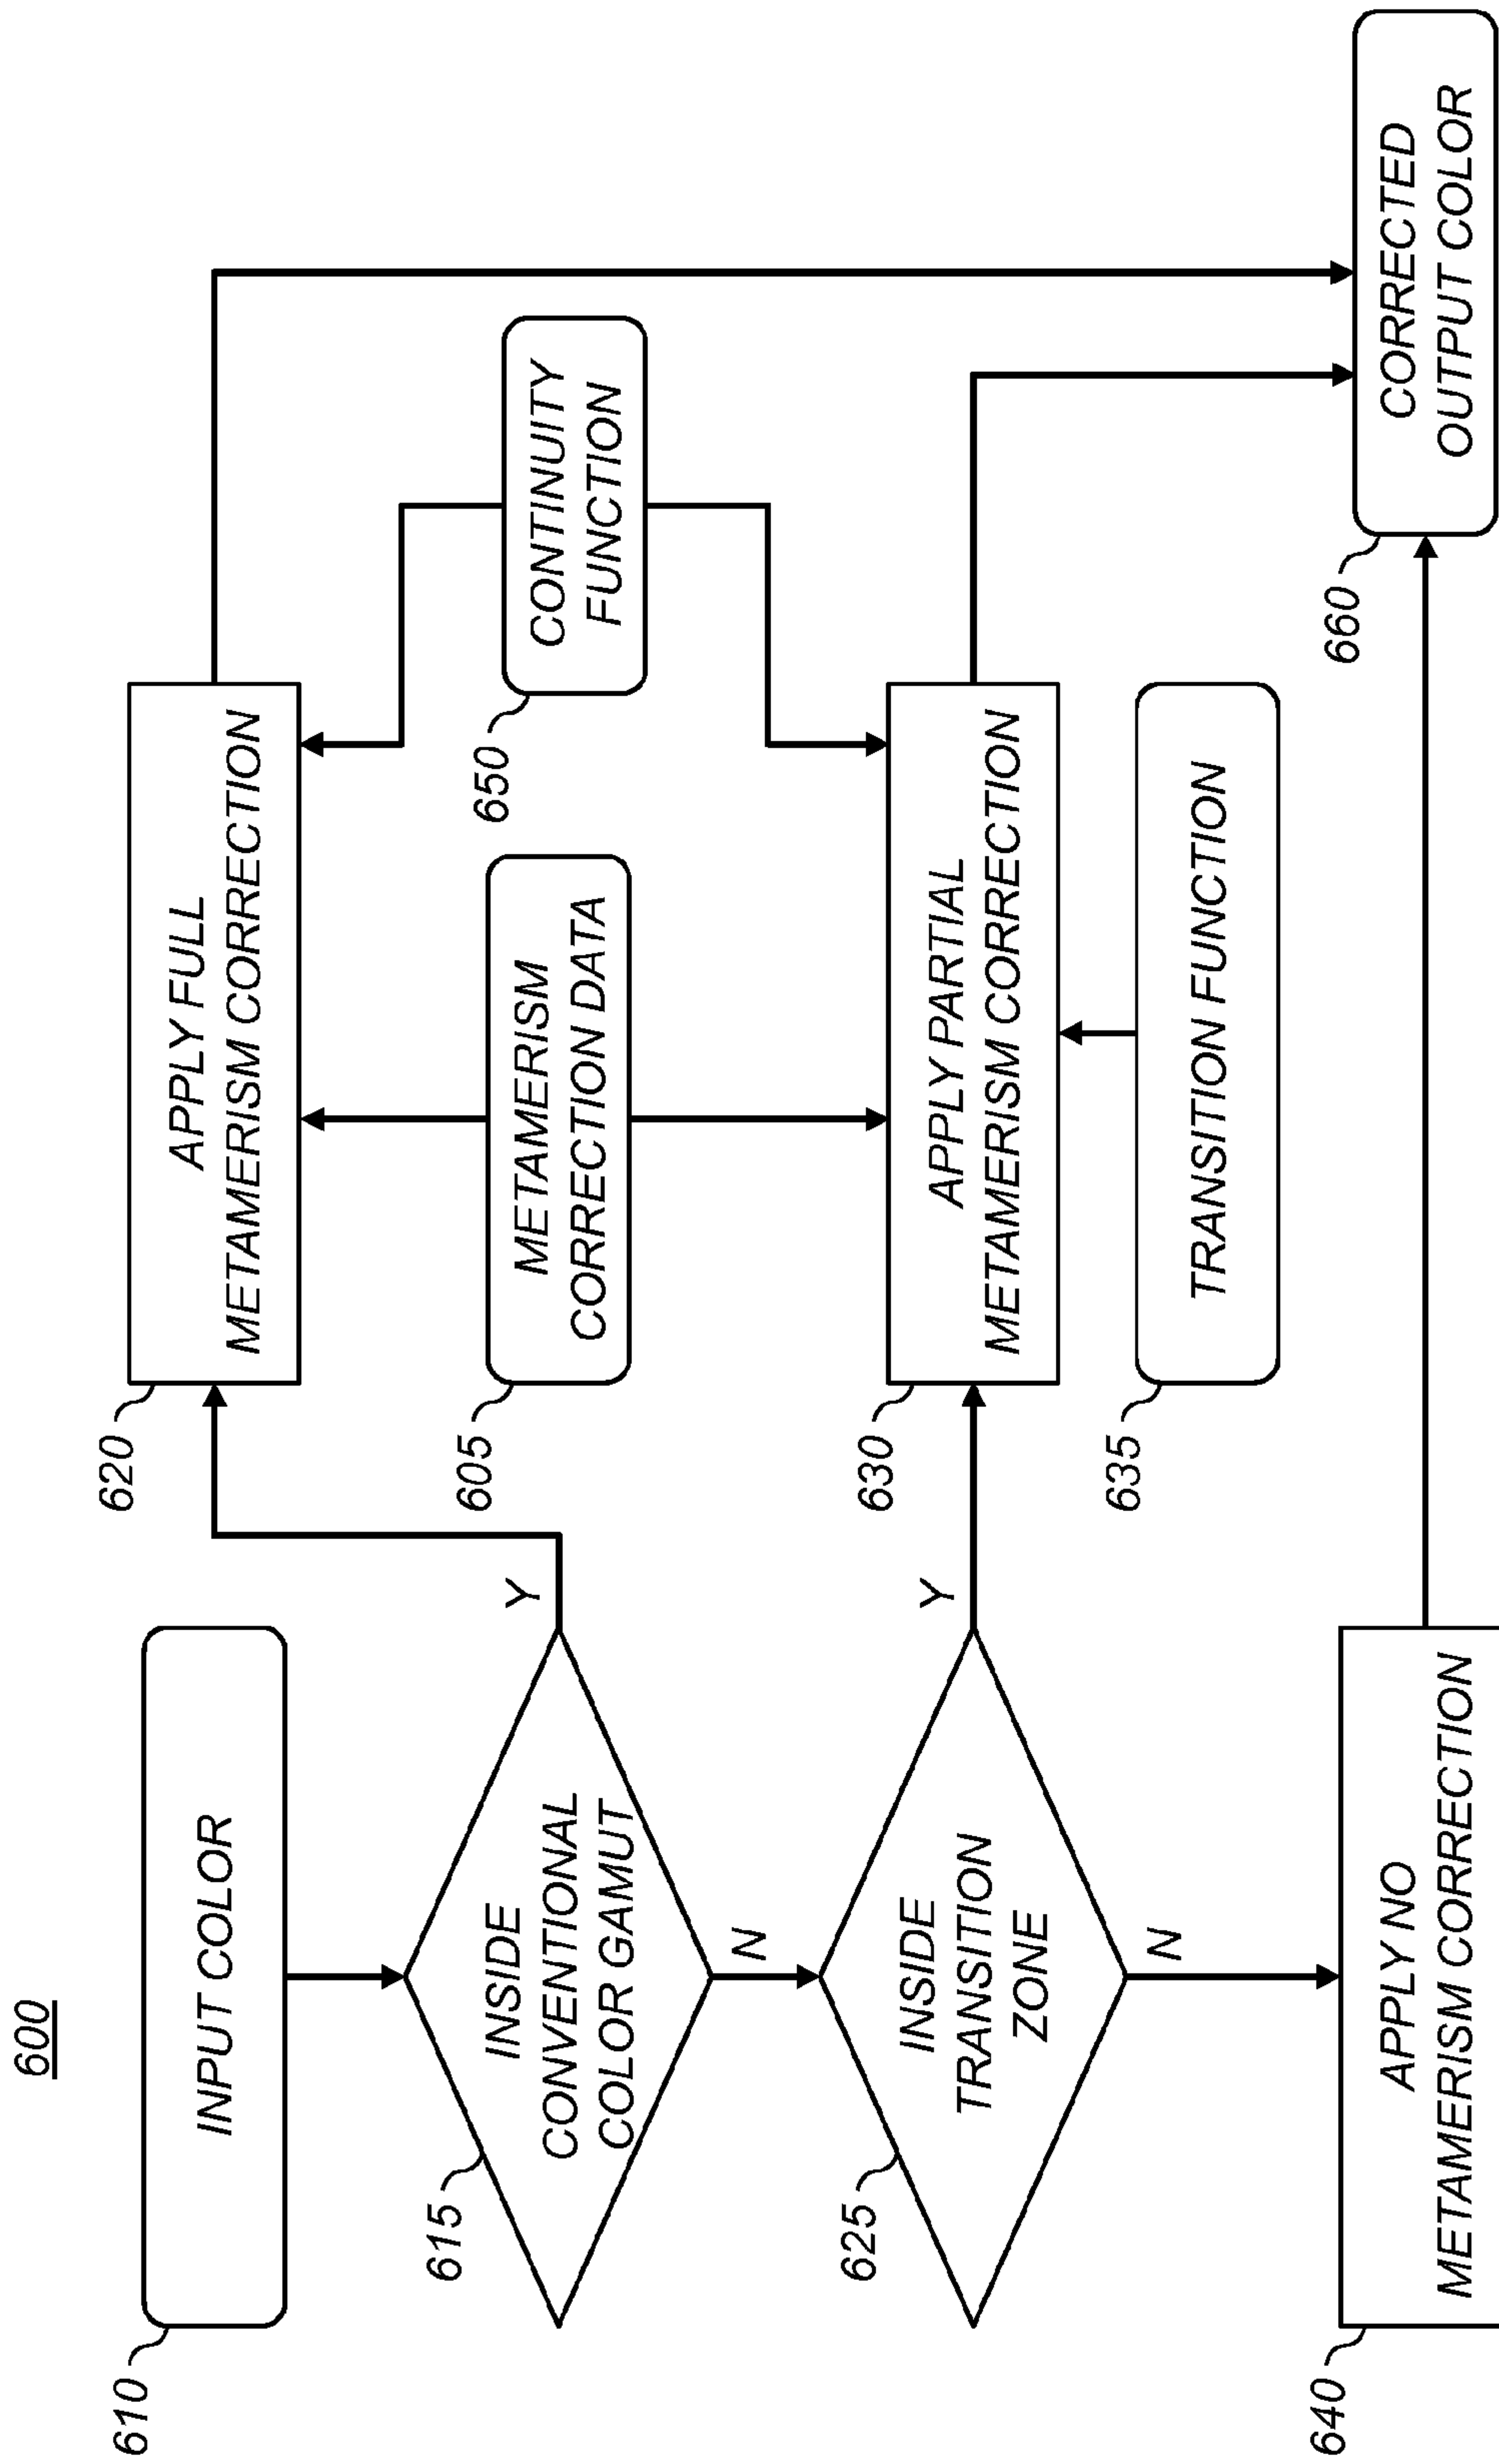 600
610
INPUT COLOR
615
INSIDE
CONVENTIONAL
COLOR GAMUT
Y
N
620
APPLY FULL
METAMERISM CORRECTION
605
METAMERISM
CORRECTION DATA
650
CONTINUITY
FUNCTION
625
INSIDE
TRANSITION
ZONE
Y
N
630
APPLY PARTIAL
METAMERISM CORRECTION
635
TRANSITION FUNCTION
640
APPLY NO
METAMERISM CORRECTION
660
CORRECTED
OUTPUT COLOR